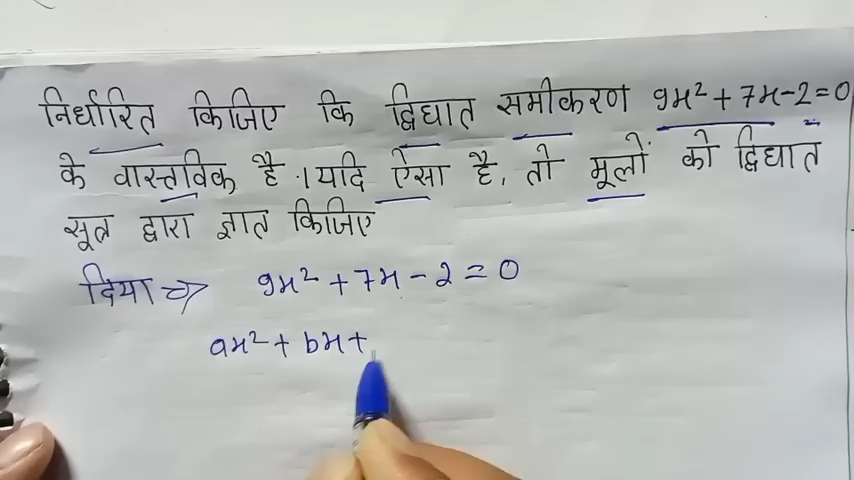 निर्धारित किजिए कि द्विघात समीकरण 9x² + 7x - 2 = 0
के वास्तविक है । यदि ऐसा है, तो मूलों को द्विघात
सूत्र द्वारा ज्ञात किजिए
दिया => 9x² + 7x - 2 = 0
ax² + bx +